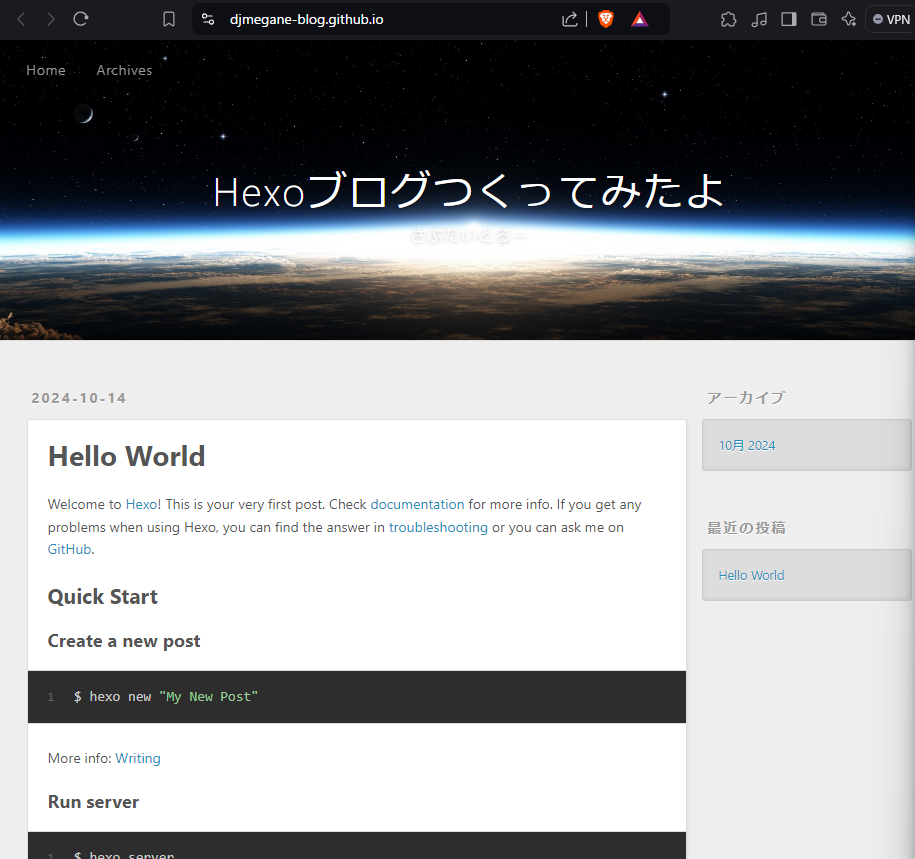 djmegane-blog.github.io
VPN
Home
Archives
Hexoブログつくってみたよ
さぶたいとるー
2024-10-14
Hello World
Welcome to Hexo! This is your very first post. Check documentation for more info. If you get any
problems when using Hexo, you can find the answer in troubleshooting or you can ask me on
GitHub.
Quick Start
Create a new post
1 $ hexo new "My New Post"
More info: Writing
Run server
1 $ hexo server
アーカイブ
10月 2024
最近の投稿
Hello World